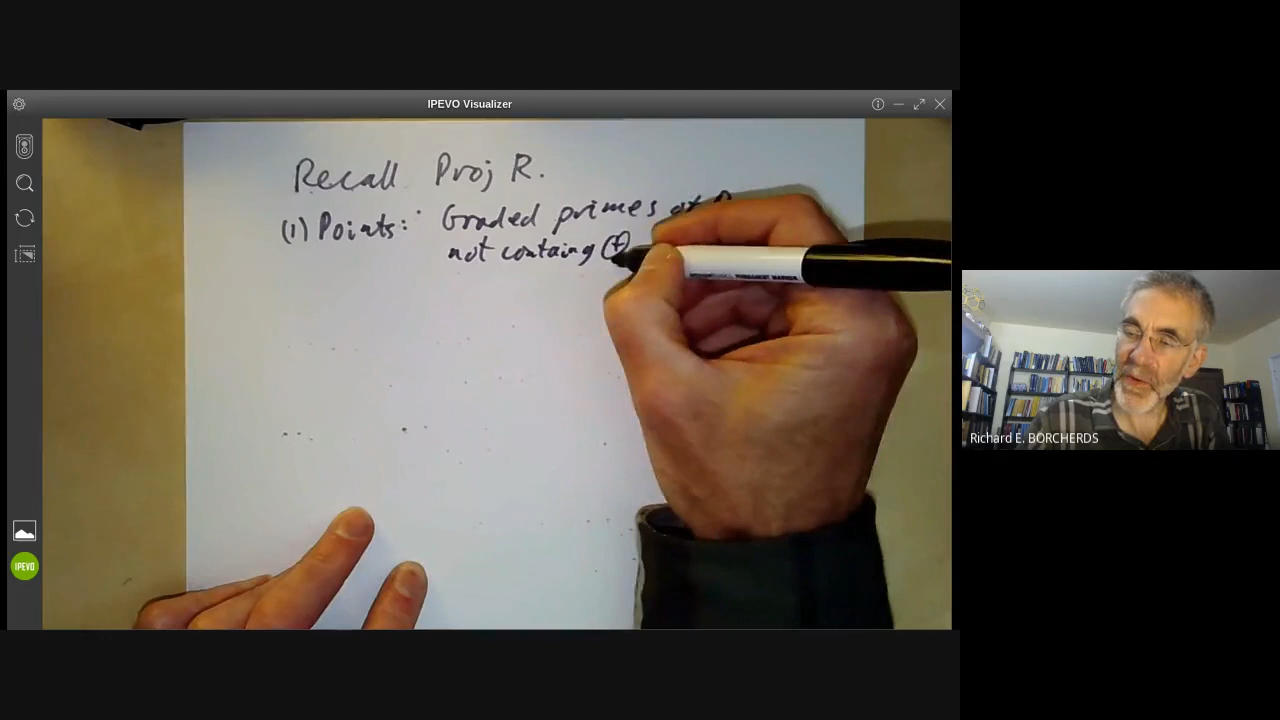 IPEVO Visualizer
Recall Proj R.
(1) Points: Graded primes of R
not containg (+)
IPEVO
Richard E. BORCHERDS